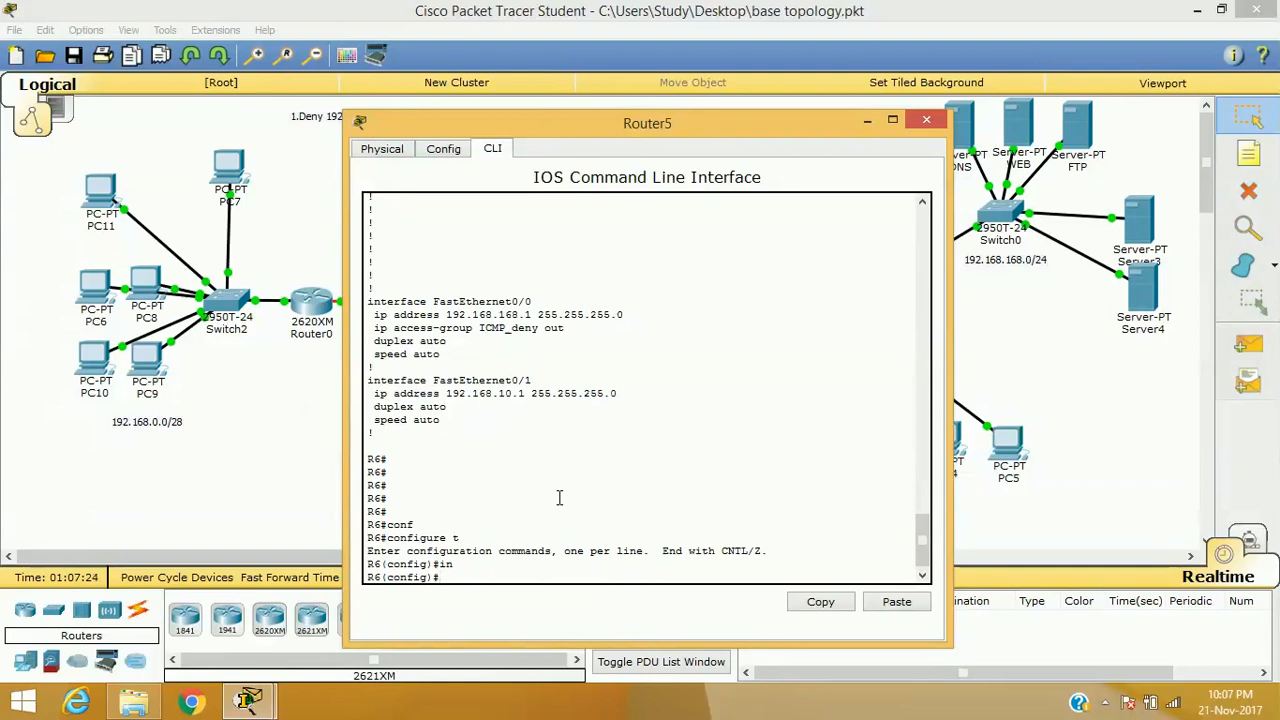 Cisco Packet Tracer Student - C:\Users\Study\Desktop\base topology.pkt
File Edit Options View Tools Extensions Help
Logical [Root] New Cluster Move Object Set Tiled Background Viewport
1.Deny 192
PC-PT
PC7
PC-PT
PC11
PC-PT
PC6
PC-PT
PC8
2950T-24
Switch2
2620XM
Router0
PC-PT
PC10
PC-PT
PC9
192.168.0.0/28
Router5
Physical Config CLI
IOS Command Line Interface
!
!
!
!
!
!
!
!
interface FastEthernet0/0
ip address 192.168.168.1 255.255.255.0
ip access-group ICMP_deny out
duplex auto
speed auto
!
interface FastEthernet0/1
ip address 192.168.10.1 255.255.255.0
duplex auto
speed auto
!
R6#
R6#
R6#
R6#
R6#
R6#conf
R6#configure t
Enter configuration commands, one per line. End with CNTL/Z.
R6(config)#in
R6(config)#
Copy Paste
Server-PT
WEB
Server-PT
FTP
2950T-24
Switch0
192.168.168.0/24
Server-PT
Server3
Server-PT
Server4
PC-PT
PC5
Time: 01:07:24 Power Cycle Devices Fast Forward Time
Realtime
Routers
1841 1941 2620XM 2621XM
2621XM
Toggle PDU List Window
Type Color Time(sec) Periodic Num
10:07 PM
21-Nov-2017